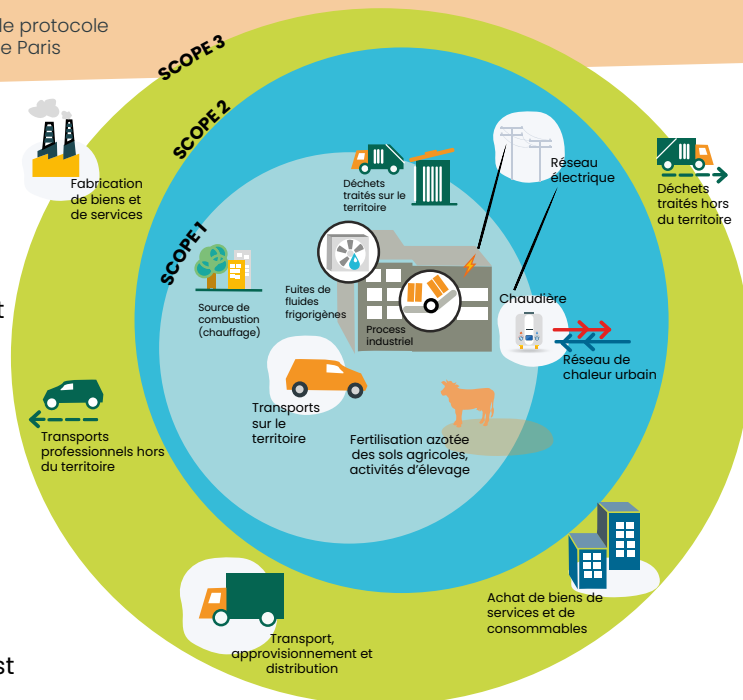 le protocole
e Paris
SCOPE 3
SCOPE 2
SCOPE 1
Fabrication
de biens et
de services
Déchets
traités sur le
territoire
Réseau
électrique
Déchets
traités hors
du territoire
Source de
combustion
(chauffage)
Fuites de
fluides
frigorigènes
Process
industriel
Chaudière
Réseau de
chaleur urbain
t
Transports
professionnels hors
du territoire
Transports
sur le
territoire
Fertilisation azotée
des sols agricoles,
activités d'élevage
Achat de biens de
services et de
consommables
Transport,
approvisionnement et
distribution
st